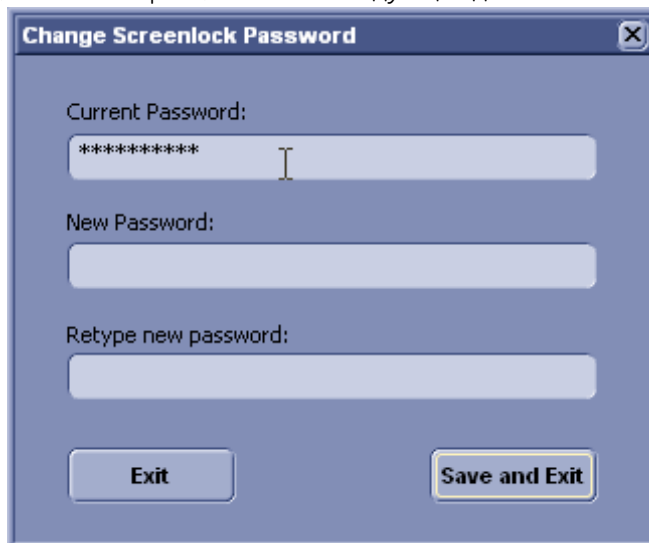 Change Screenlock Password
Current Password:
**********
New Password:
Retype new password:
Exit
Save and Exit